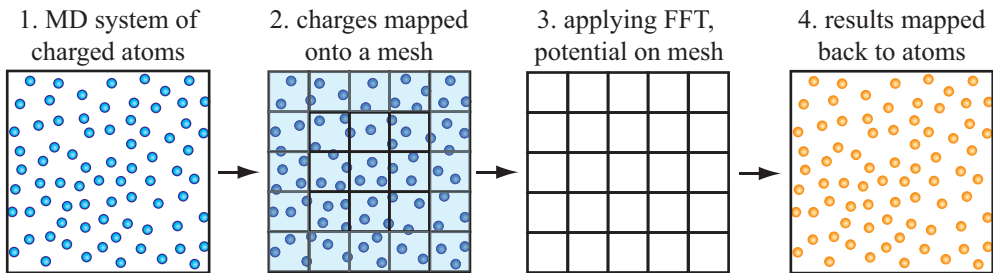 1. MD system of
charged atoms
2. charges mapped
onto a mesh
3. applying FFT,
potential on mesh
4. results mapped
back to atoms